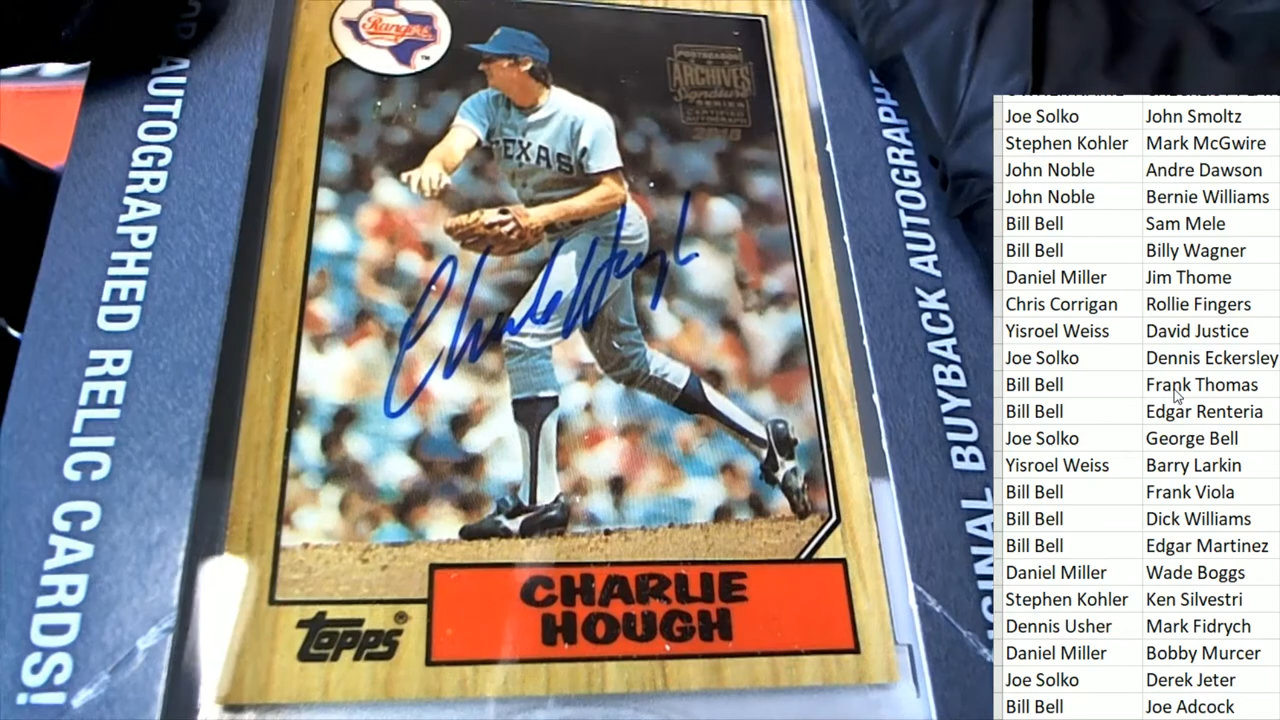 AUTOGRAPHED RELIC CARDS!
Rangers
TM
POSTSEASON
ARCHIVES
Signature
SERIES
CERTIFIED
AUTOGRAPH
2018
TEXAS
Charlie Hough
CHARLIE
HOUGH
Topps®
ORIGINAL BUYBACK AUTOGRAPH
Joe Solko John Smoltz
Stephen Kohler Mark McGwire
John Noble Andre Dawson
John Noble Bernie Williams
Bill Bell Sam Mele
Bill Bell Billy Wagner
Daniel Miller Jim Thome
Chris Corrigan Rollie Fingers
Yisroel Weiss David Justice
Joe Solko Dennis Eckersley
Bill Bell Frank Thomas
Bill Bell Edgar Renteria
Joe Solko George Bell
Yisroel Weiss Barry Larkin
Bill Bell Frank Viola
Bill Bell Dick Williams
Bill Bell Edgar Martinez
Daniel Miller Wade Boggs
Stephen Kohler Ken Silvestri
Dennis Usher Mark Fidrych
Daniel Miller Bobby Murcer
Joe Solko Derek Jeter
Bill Bell Joe Adcock